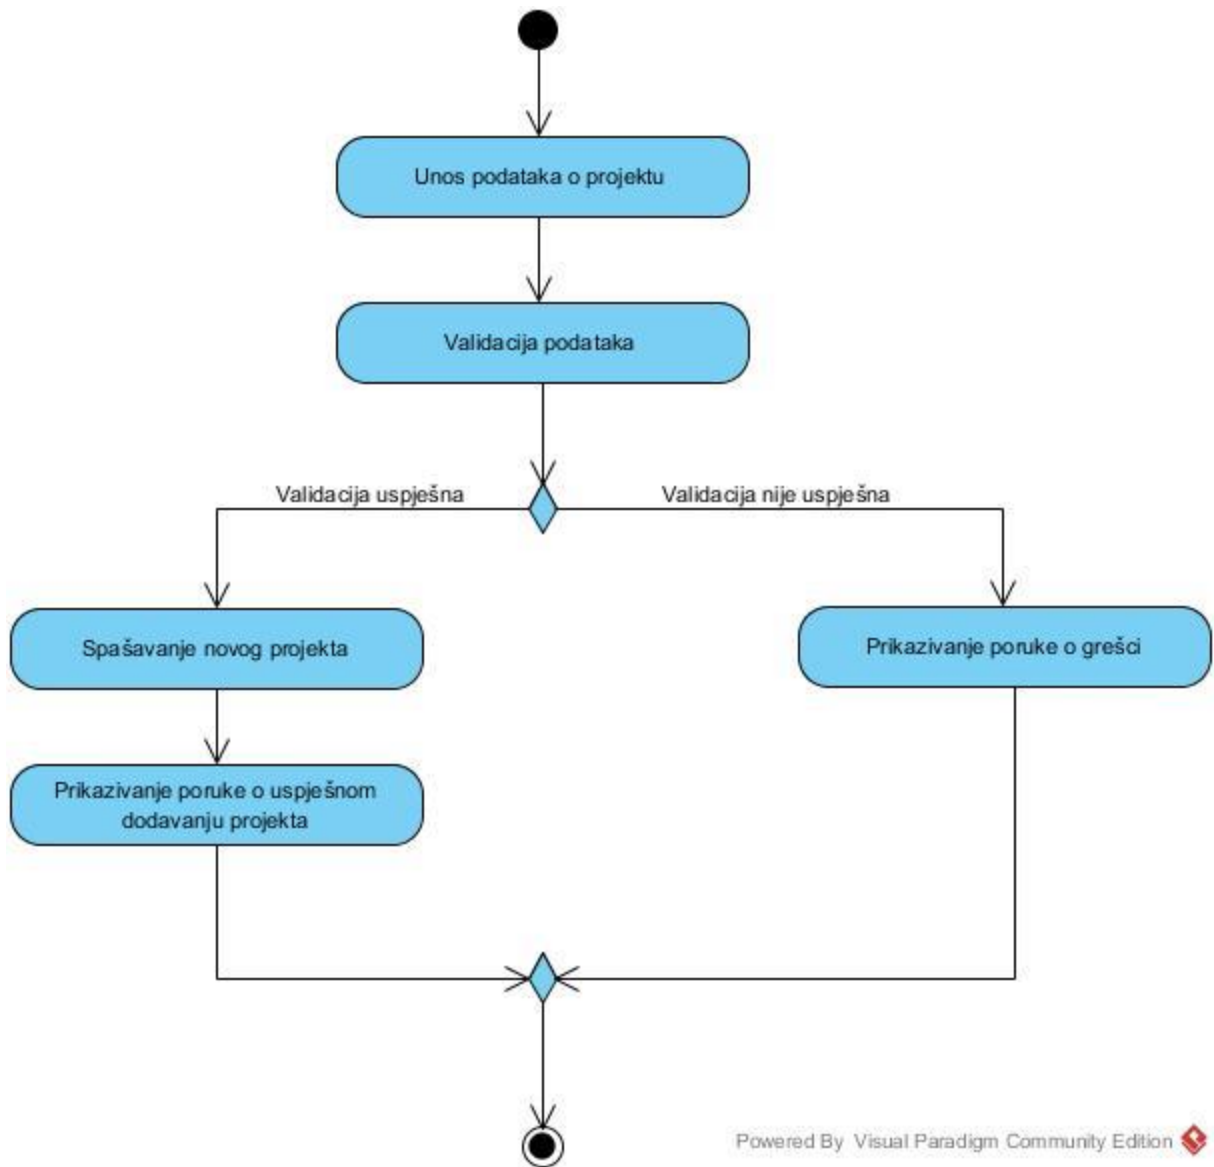 Unos podataka o projektu
Validacija podataka
Validacija uspješna
Validacija nije uspješna
Spašavanje novog projekta
Prikazivanje poruke o grešci
Prikazivanje poruke o uspješnom
dodavanju projekta
Powered By Visual Paradigm Community Edition